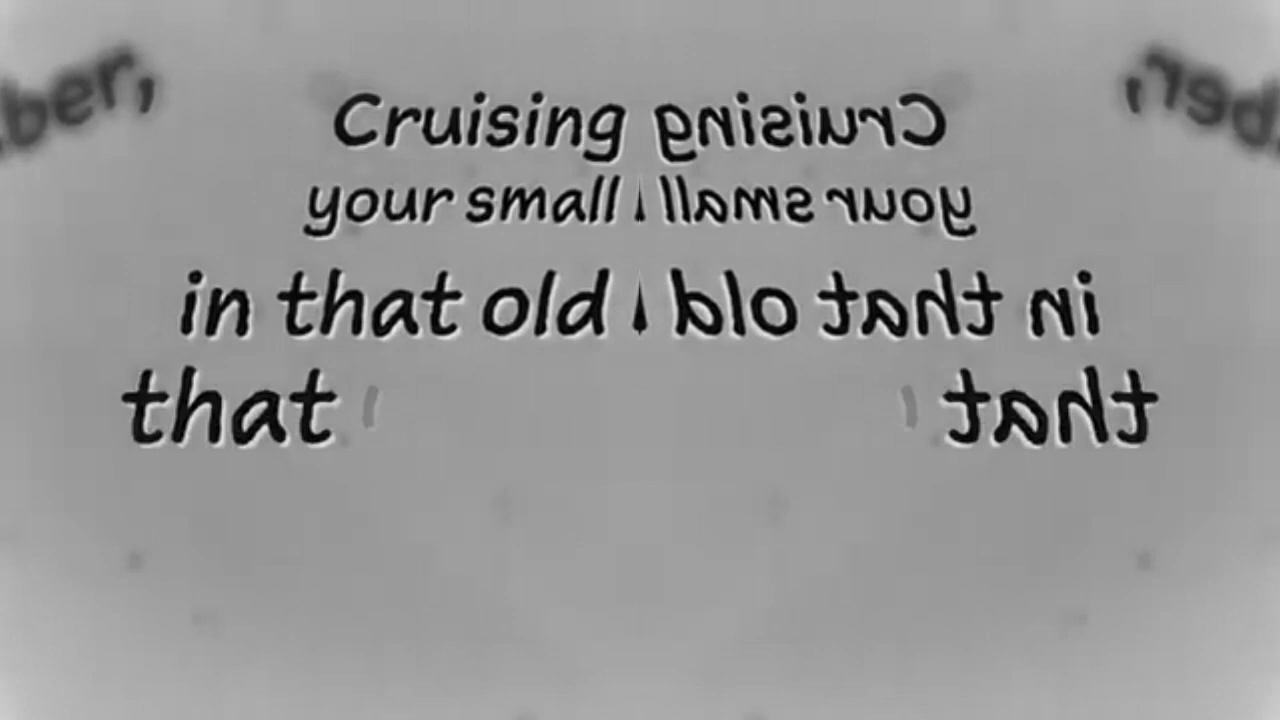 ber,
Cruising
your small
in that old
that